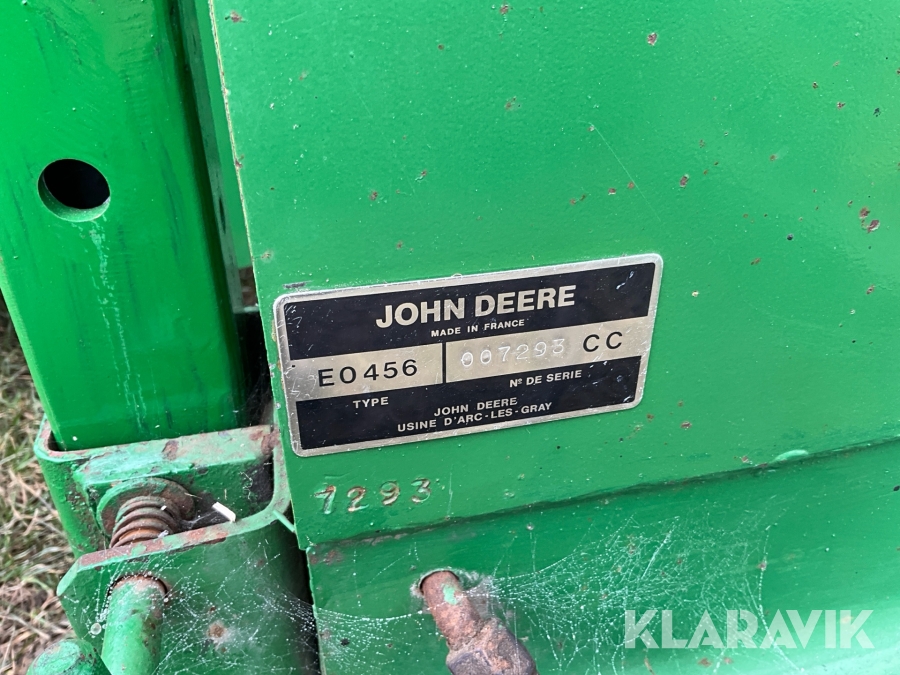 JOHN DEERE
MADE IN FRANCE
E0456 007293 CC
TYPE Nº DE SERIE
JOHN DEERE
USINE D'ARC-LES-GRAY
7293
KLARAVIK